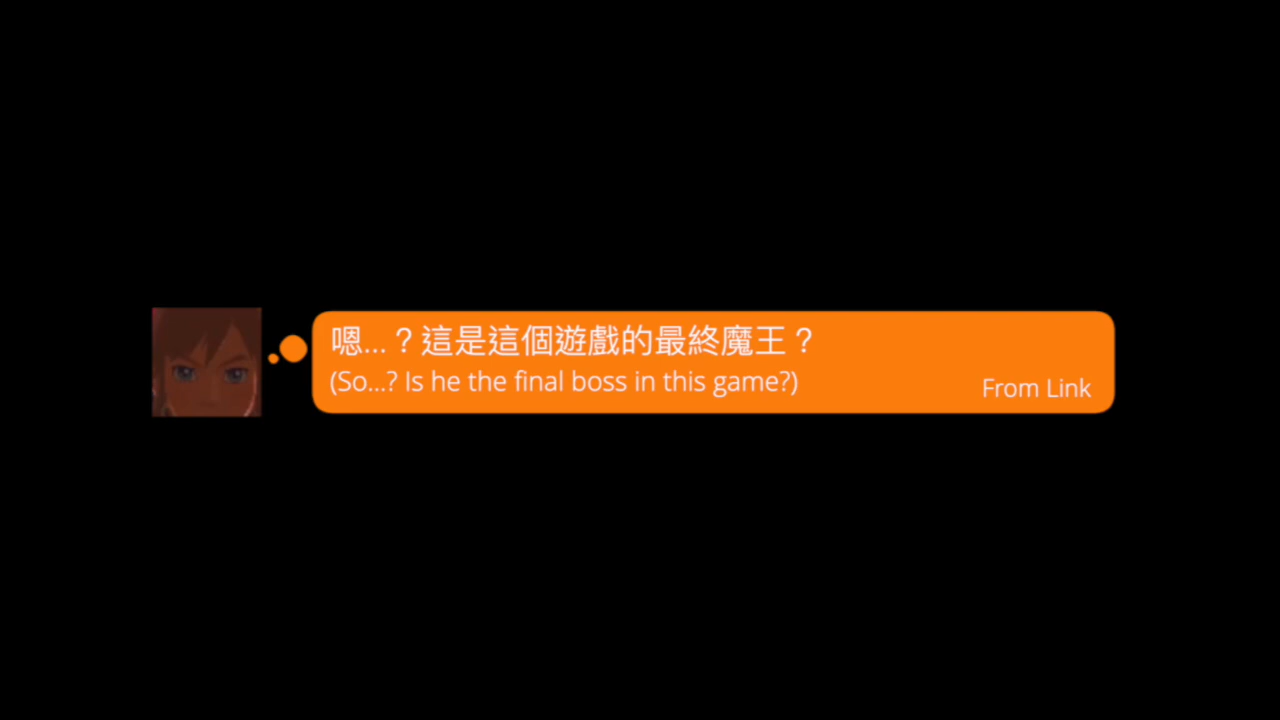 嗯...？這是這個遊戲的最終魔王？
(So...? Is he the final boss in this game?)
From Link